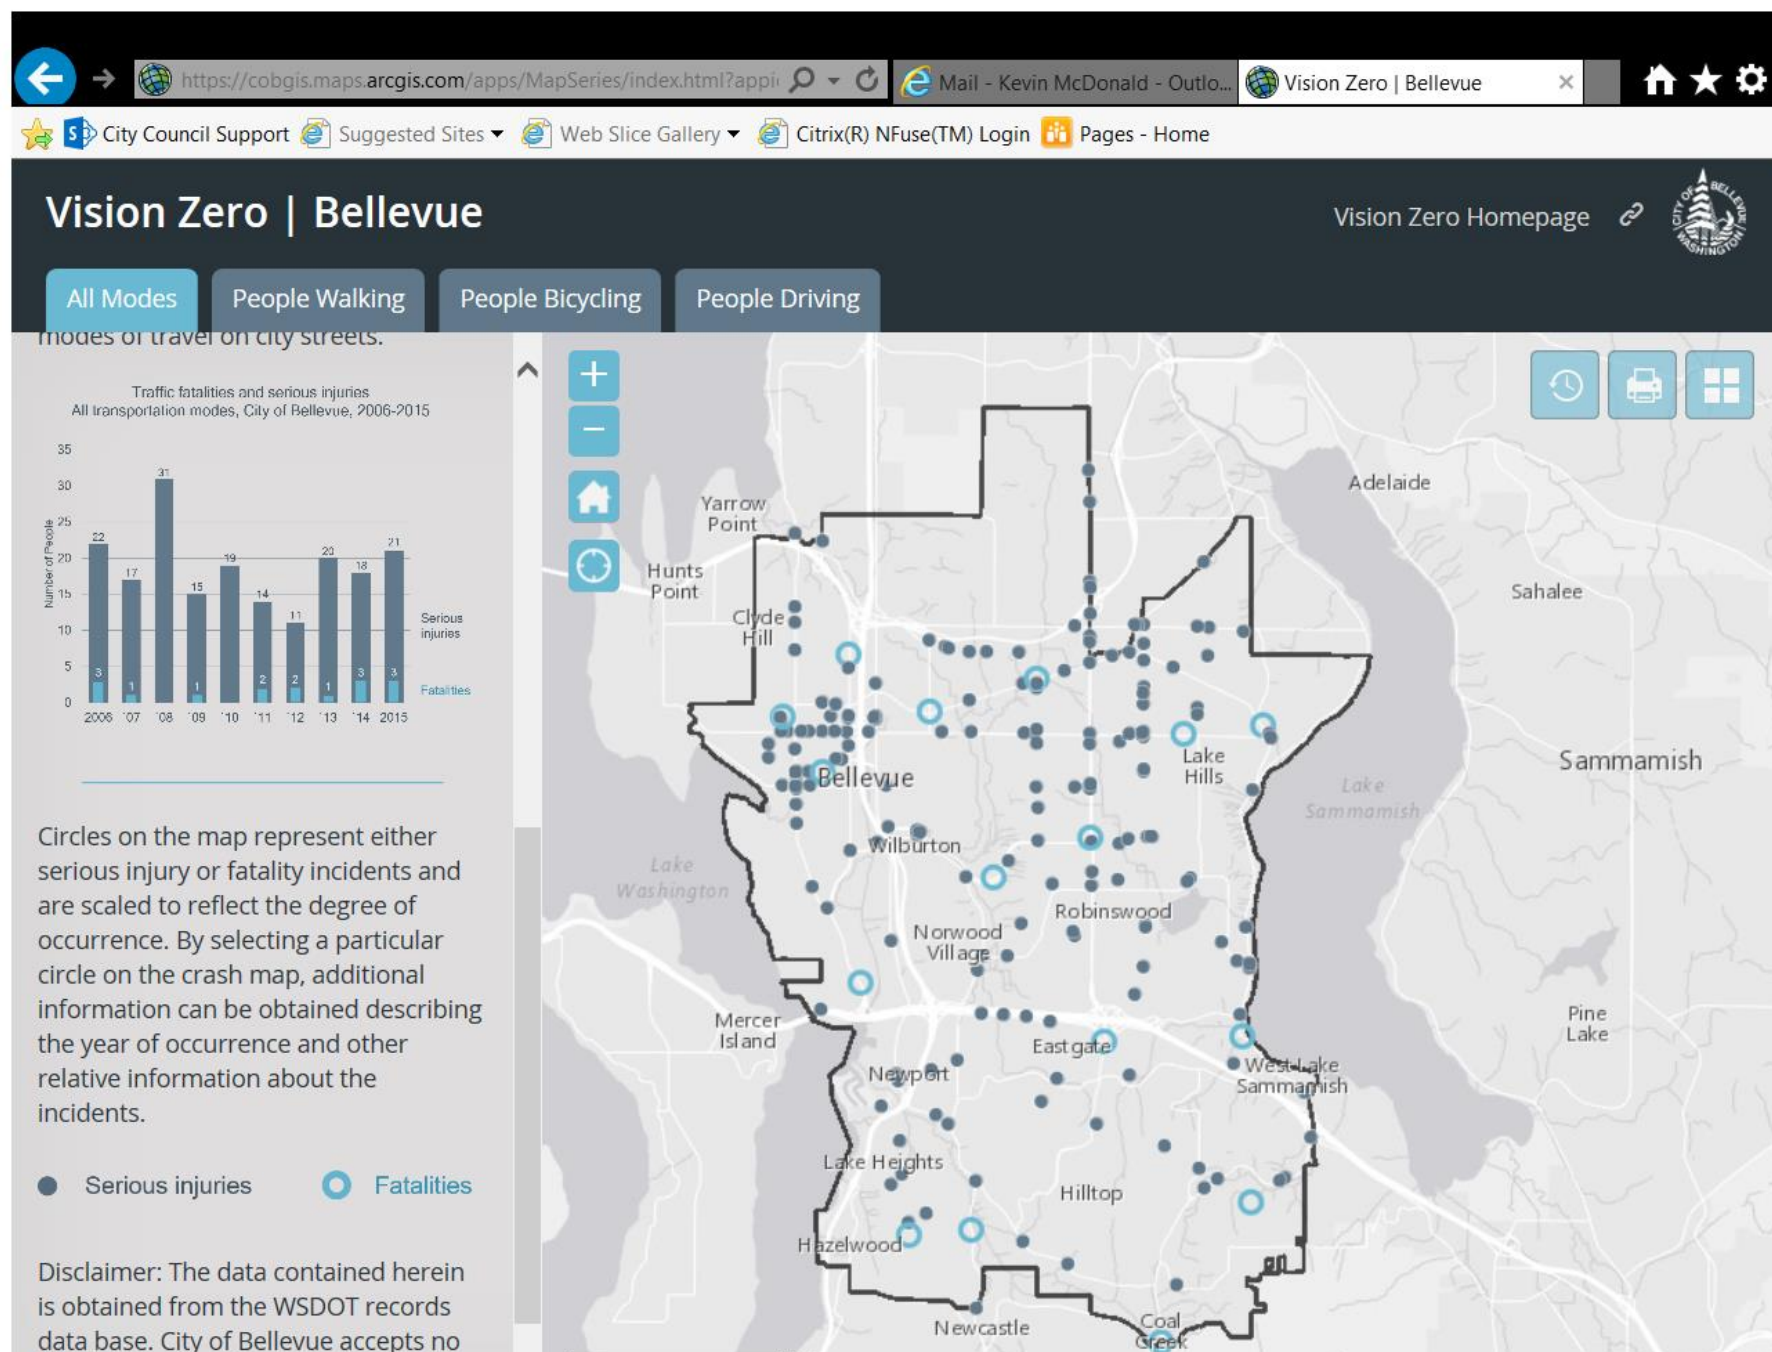 https://cobgis.maps.arcgis.com/apps/MapSeries/index.html?appi
Mail - Kevin McDonald - Outlo...
Vision Zero | Bellevue
City Council Support
Suggested Sites
Web Slice Gallery
Citrix(R) NFuse(TM) Login
Pages - Home
Vision Zero | Bellevue
Vision Zero Homepage
CITY OF BELLEVUE
WASHINGTON
All Modes
People Walking
People Bicycling
People Driving
modes of travel on city streets.
Traffic fatalities and serious injuries
All transportation modes, City of Bellevue, 2006-2015
Number of People
35
30
25
20
15
10
5
0
22
17
31
15
19
14
11
20
18
21
3
1
1
2
2
1
3
3
Serious
injuries
Fatalities
2006 '07 '08 '09 '10 '11 '12 '13 '14 2015
Circles on the map represent either
serious injury or fatality incidents and
are scaled to reflect the degree of
occurrence. By selecting a particular
circle on the crash map, additional
information can be obtained describing
the year of occurrence and other
relative information about the
incidents.
Serious injuries
Fatalities
Disclaimer: The data contained herein
is obtained from the WSDOT records
data base. City of Bellevue accepts no
Adelaide
Yarrow
Point
Hunts
Point
Sahalee
Clyde
Hill
Lake
Hills
Sammamish
Bellevue
Lake
Sammamish
Wilburton
Lake
Washington
Robinswood
Norwood
Village
Mercer
Island
Pine
Lake
Eastgate
Newport
West Lake
Sammamish
Lake Heights
Hilltop
Hazelwood
Newcastle
Coal
Creek